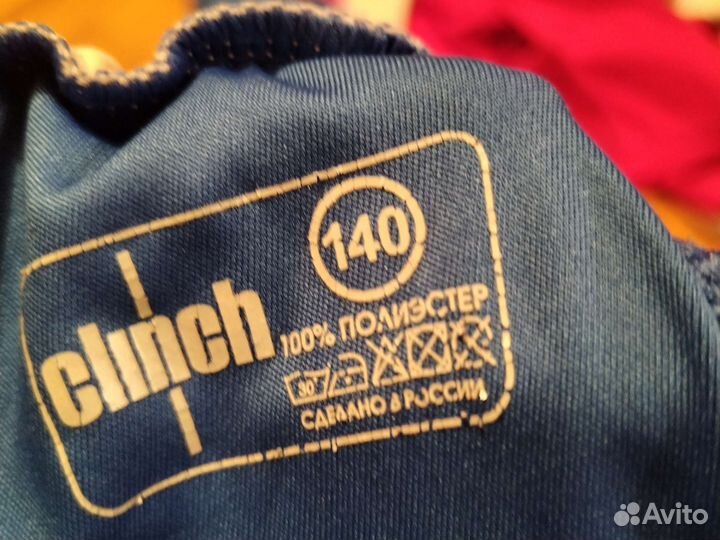 140
clinch
100% ПОЛИЭСТЕР
30°
СДЕЛАНО В РОССИИ
Avito